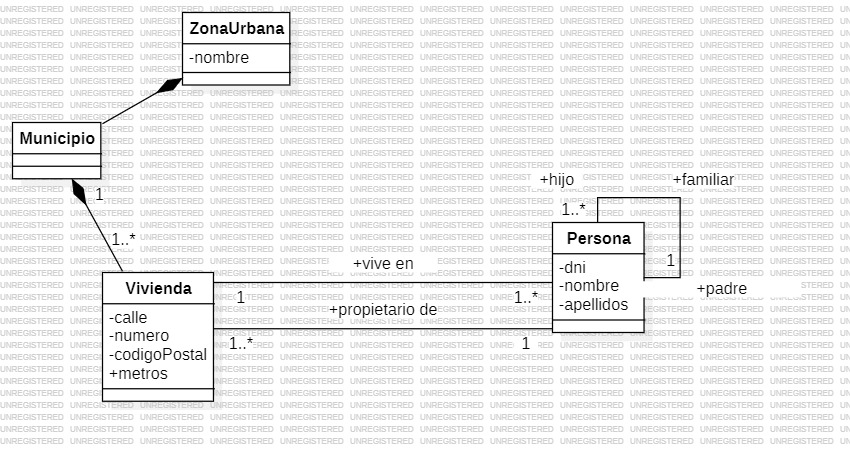 ZonaUrbana
-nombre
Municipio
1
1..*
+hijo
+familiar
1..*
Persona
-dni
-nombre
-apellidos
1
+padre
+vive en
1
1..*
+propietario de
1..*
1
Vivienda
-calle
-numero
-codigoPostal
+metros
UNREGISTERED